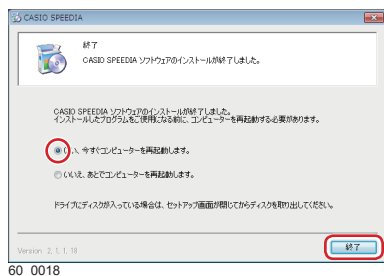 CASIO SPEEDIA
終了
CASIO SPEEDIA ソフトウェアのインストールが終了しました。
CASIO SPEEDIA ソフトウェアのインストールが終了しました。
インストールしたプログラムをご使用になる前に、コンピューターを再起動する必要があります。
はい、今すぐコンピューターを再起動します。
いいえ、あとでコンピューターを再起動します。
ドライブにディスクが入っている場合は、セットアップ画面が閉じてからディスクを取り出してください。
Version 2.1.1.18
終了
60_0018